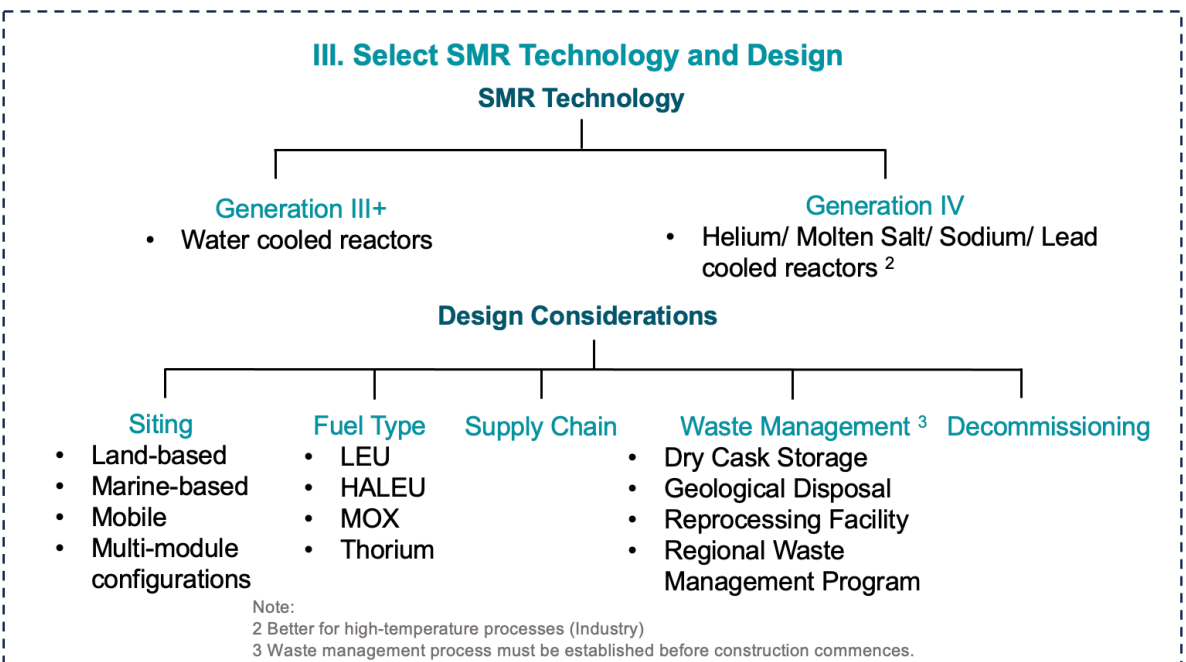 III. Select SMR Technology and Design
SMR Technology
Generation III+
• Water cooled reactors
Generation IV
• Helium/ Molten Salt/ Sodium/ Lead
cooled reactors 2
Design Considerations
Siting
• Land-based
• Marine-based
• Mobile
• Multi-module
configurations
Fuel Type
• LEU
• HALEU
• MOX
• Thorium
Supply Chain
Waste Management 3
• Dry Cask Storage
• Geological Disposal
• Reprocessing Facility
• Regional Waste
Management Program
Decommissioning
Note:
2 Better for high-temperature processes (Industry)
3 Waste management process must be established before construction commences.